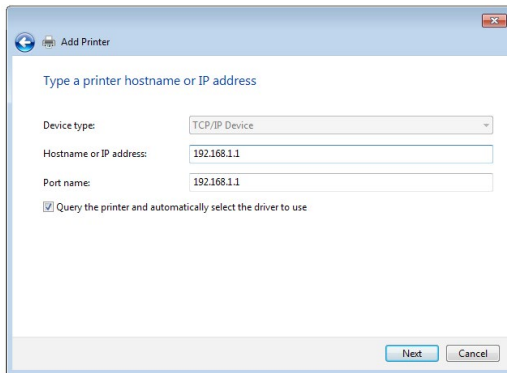 Add Printer
Type a printer hostname or IP address
Device type: TCP/IP Device
Hostname or IP address: 192.168.1.1
Port name: 192.168.1.1
Query the printer and automatically select the driver to use
Next Cancel